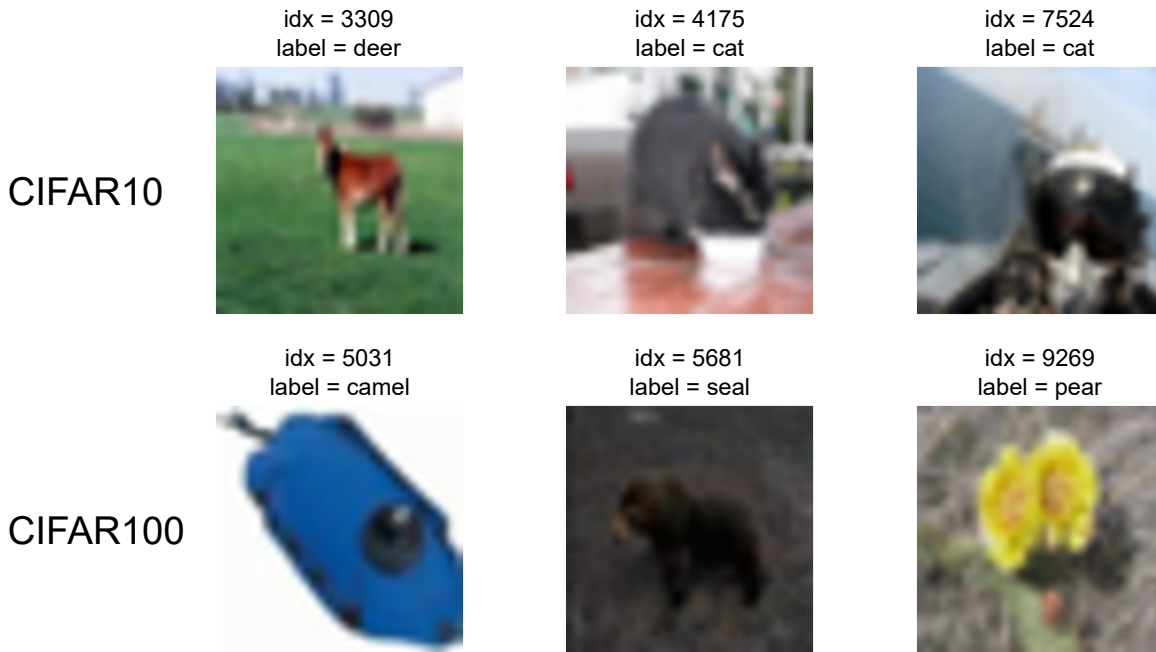 idx = 3309
label = deer
idx = 4175
label = cat
idx = 7524
label = cat
CIFAR10
idx = 5031
label = camel
idx = 5681
label = seal
idx = 9269
label = pear
CIFAR100